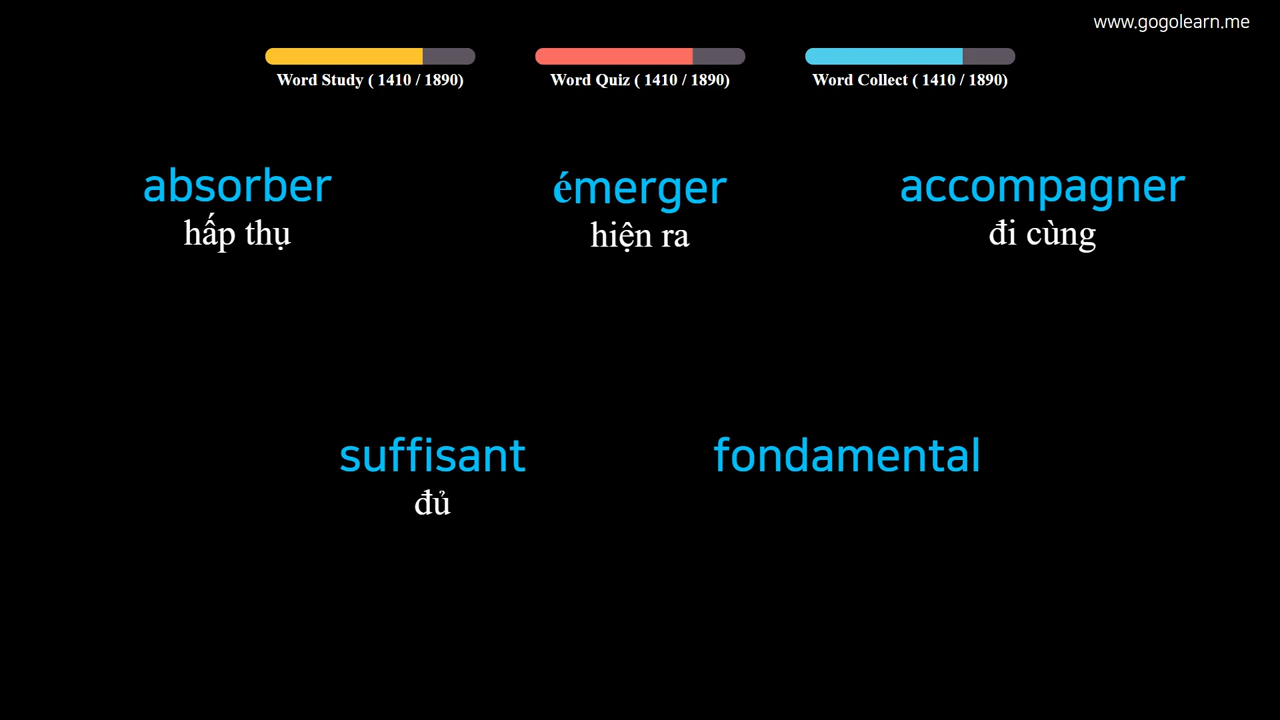 www.gogolearn.me
Word Study ( 1410 / 1890)
Word Quiz ( 1410 / 1890)
Word Collect ( 1410 / 1890)
absorber
hấp thụ
émerger
hiện ra
accompagner
đi cùng
suffisant
đủ
fondamental